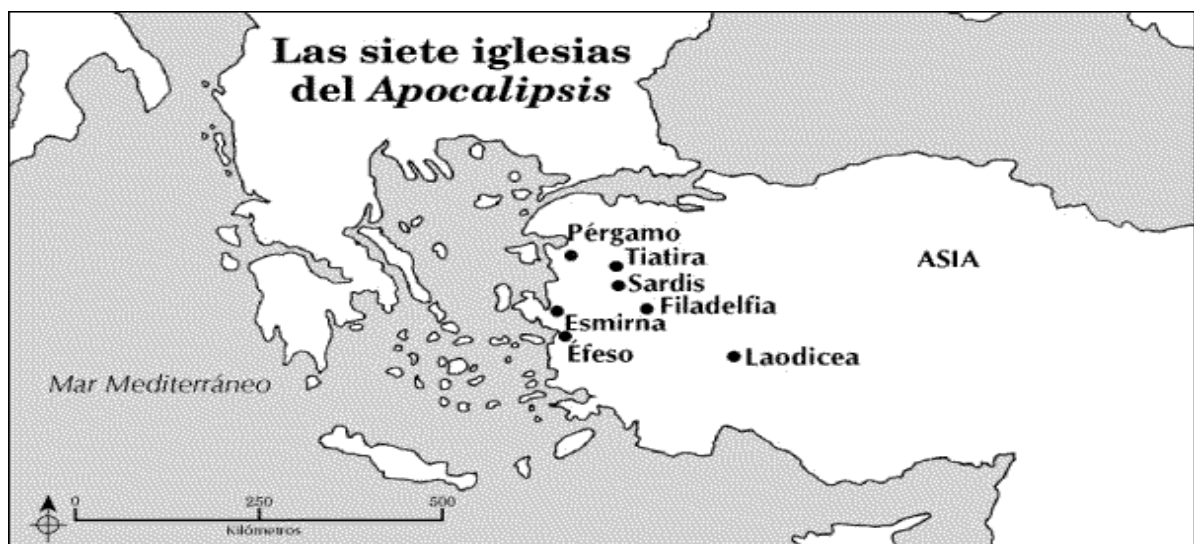 Las siete iglesias
del Apocalipsis
Pérgamo
Tiatira
ASIA
Sardis
Filadelfia
Esmirna
Éfeso
Laodicea
Mar Mediterráneo
0 250 500
Kilómetros